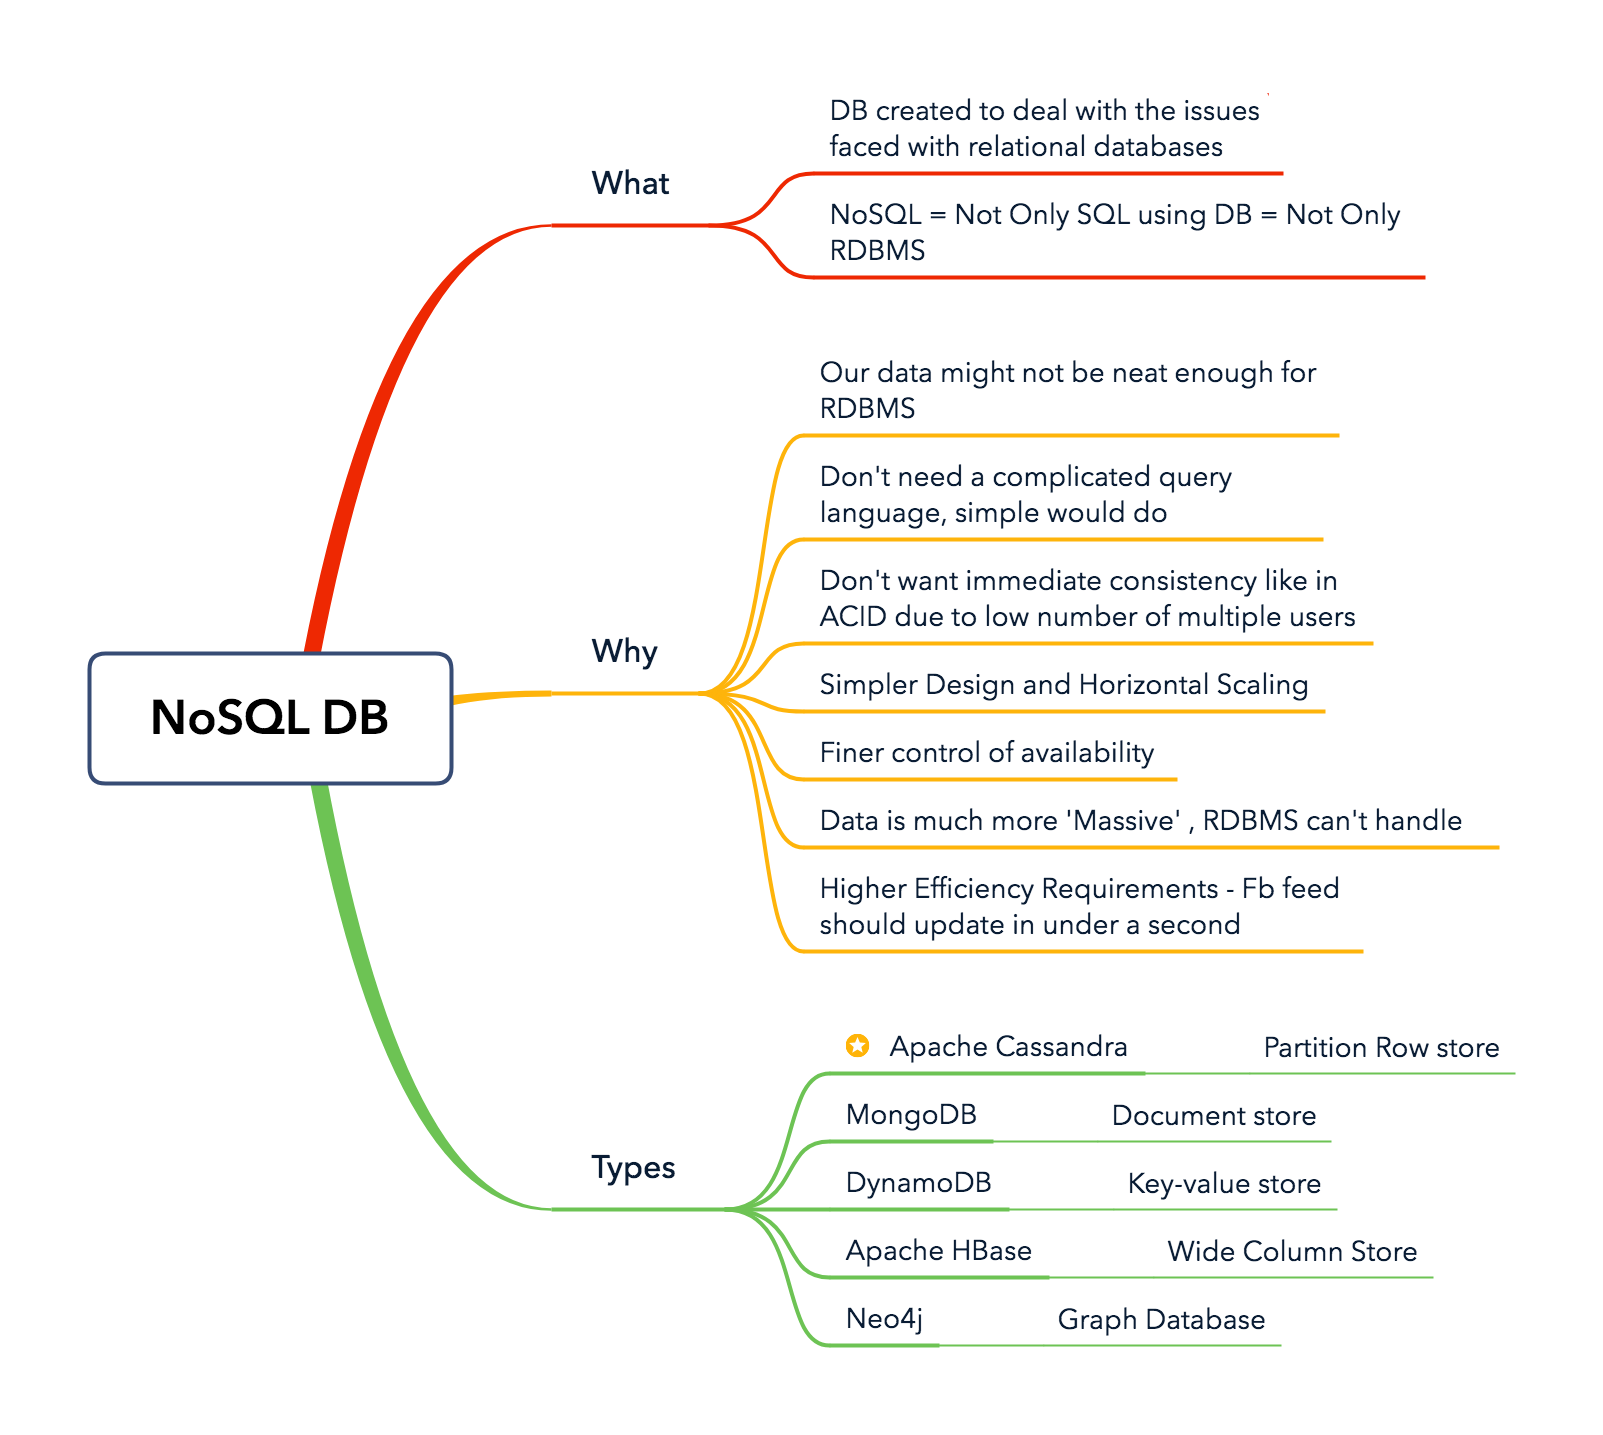 DB created to deal with the issues
faced with relational databases
What
NoSQL = Not Only SQL using DB = Not Only
RDBMS
Our data might not be neat enough for
RDBMS
Don't need a complicated query
language, simple would do
Don't want immediate consistency like in
ACID due to low number of multiple users
Why
Simpler Design and Horizontal Scaling
NoSQL DB
Finer control of availability
Data is much more 'Massive' , RDBMS can't handle
Higher Efficiency Requirements - Fb feed
should update in under a second
Apache Cassandra Partition Row store
MongoDB Document store
Types
DynamoDB Key-value store
Apache HBase Wide Column Store
Neo4j Graph Database